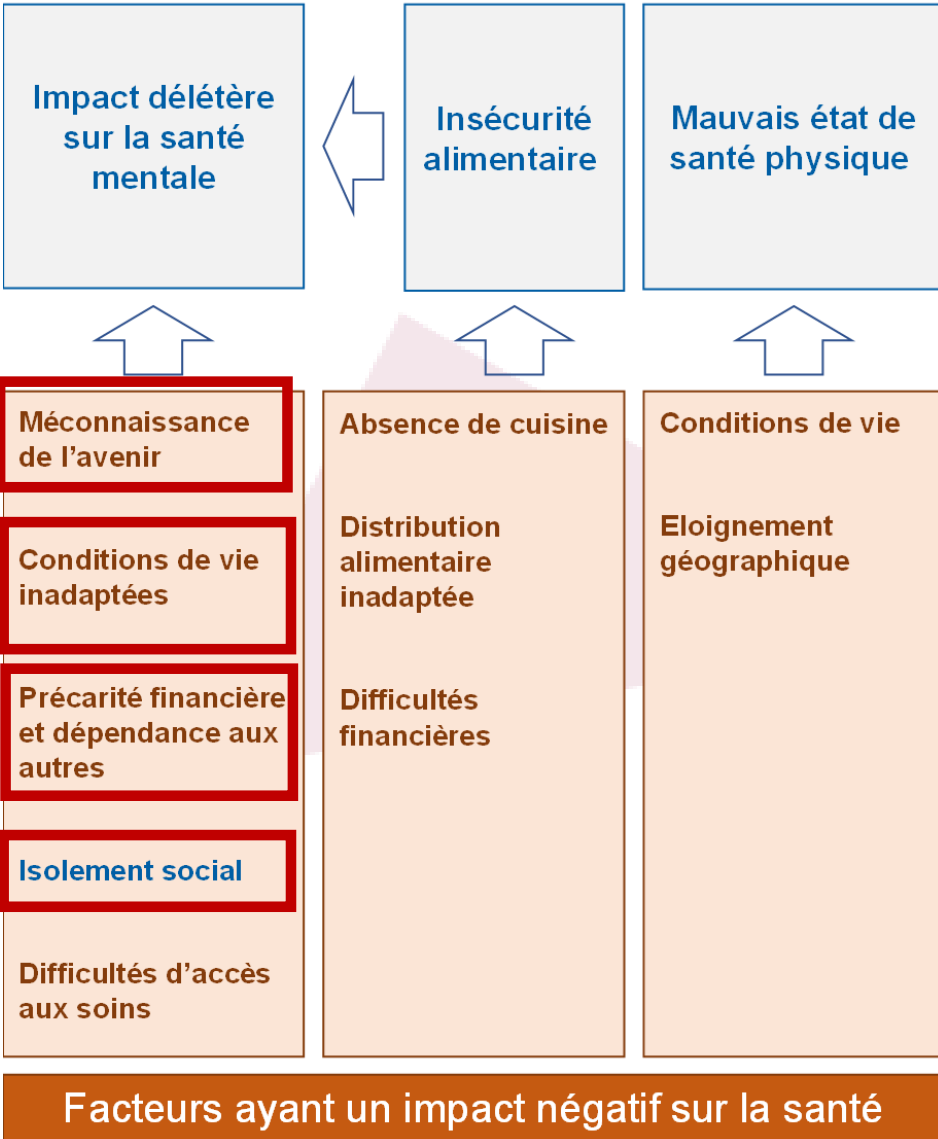 Impact délétère
sur la santé
mentale
Insécurité
alimentaire
Mauvais état de
santé physique
Méconnaissance
de l'avenir
Conditions de vie
inadaptées
Précarité financière
et dépendance aux
autres
Isolement social
Difficultés d'accès
aux soins
Absence de cuisine
Distribution
alimentaire
inadaptée
Difficultés
financières
Conditions de vie
Eloignement
géographique
Facteurs ayant un impact négatif sur la santé